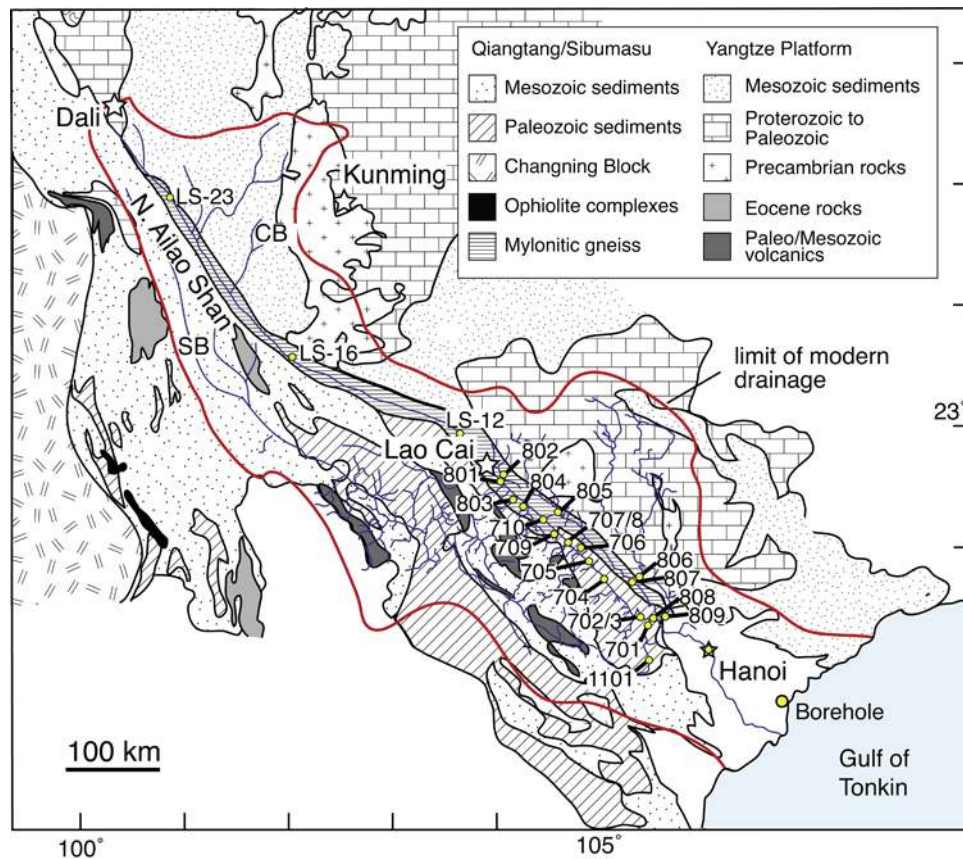 Qiangtang/Sibumasu
Mesozoic sediments
Paleozoic sediments
Changning Block
Ophiolite complexes
Mylonitic gneiss
Yangtze Platform
Mesozoic sediments
Proterozoic to
Paleozoic
Precambrian rocks
Eocene rocks
Paleo/Mesozoic
volcanics
Dali
Kunming
LS-23
N. Ailao Shan
CB
SB
LS-16
limit of modern
drainage
LS-12
23°
Lao Cai
802
801
804
803
805
710
707/8
709
706
705
806
704
807
808
702/3
809
701
1101
Hanoi
Borehole
100 km
Gulf of
Tonkin
100°
105°